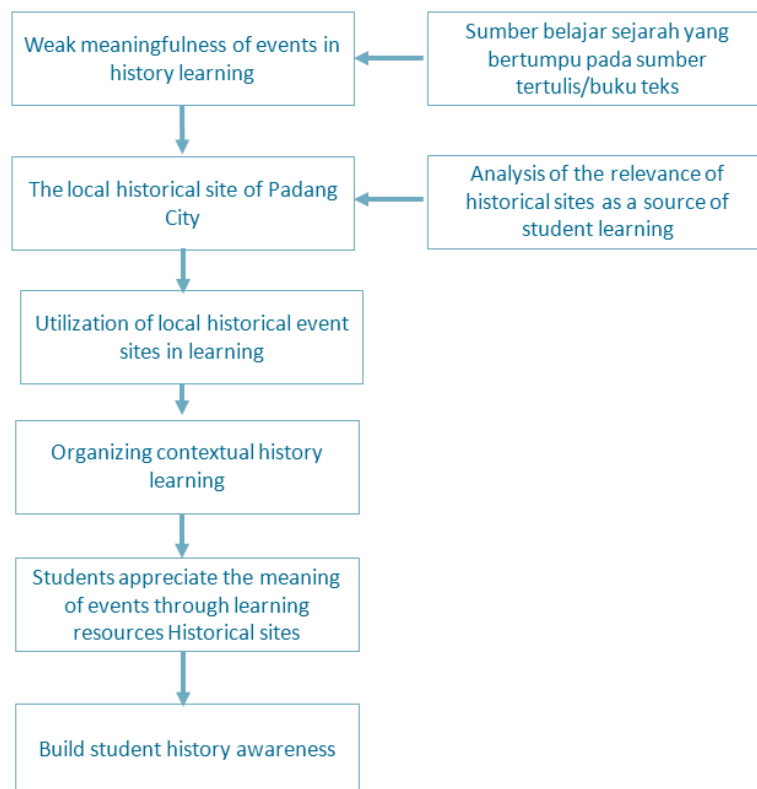 Weak meaningfulness of events in
history learning
Sumber belajar sejarah yang
bertumpu pada sumber
tertulis/buku teks
The local historical site of Padang
City
Analysis of the relevance of
historical sites as a source of
student learning
Utilization of local historical event
sites in learning
Organizing contextual history
learning
Students appreciate the meaning
of events through learning
resources Historical sites
Build student history awareness